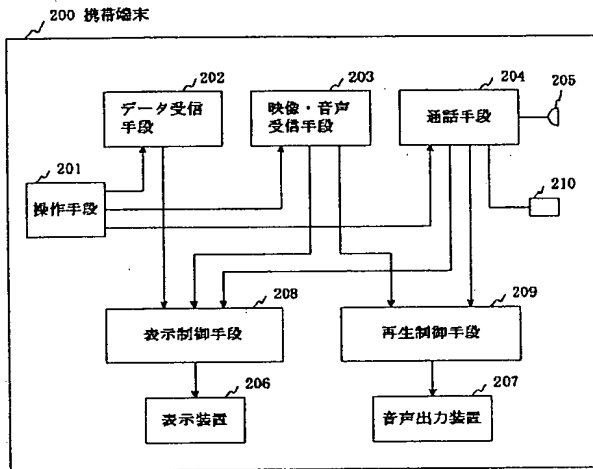 200 携帯端末
202
203
204
205
データ受信
手段
映像・音声
受信手段
通話手段
201
操作手段
210
208
209
表示制御手段
再生制御手段
206
207
表示装置
音声出力装置